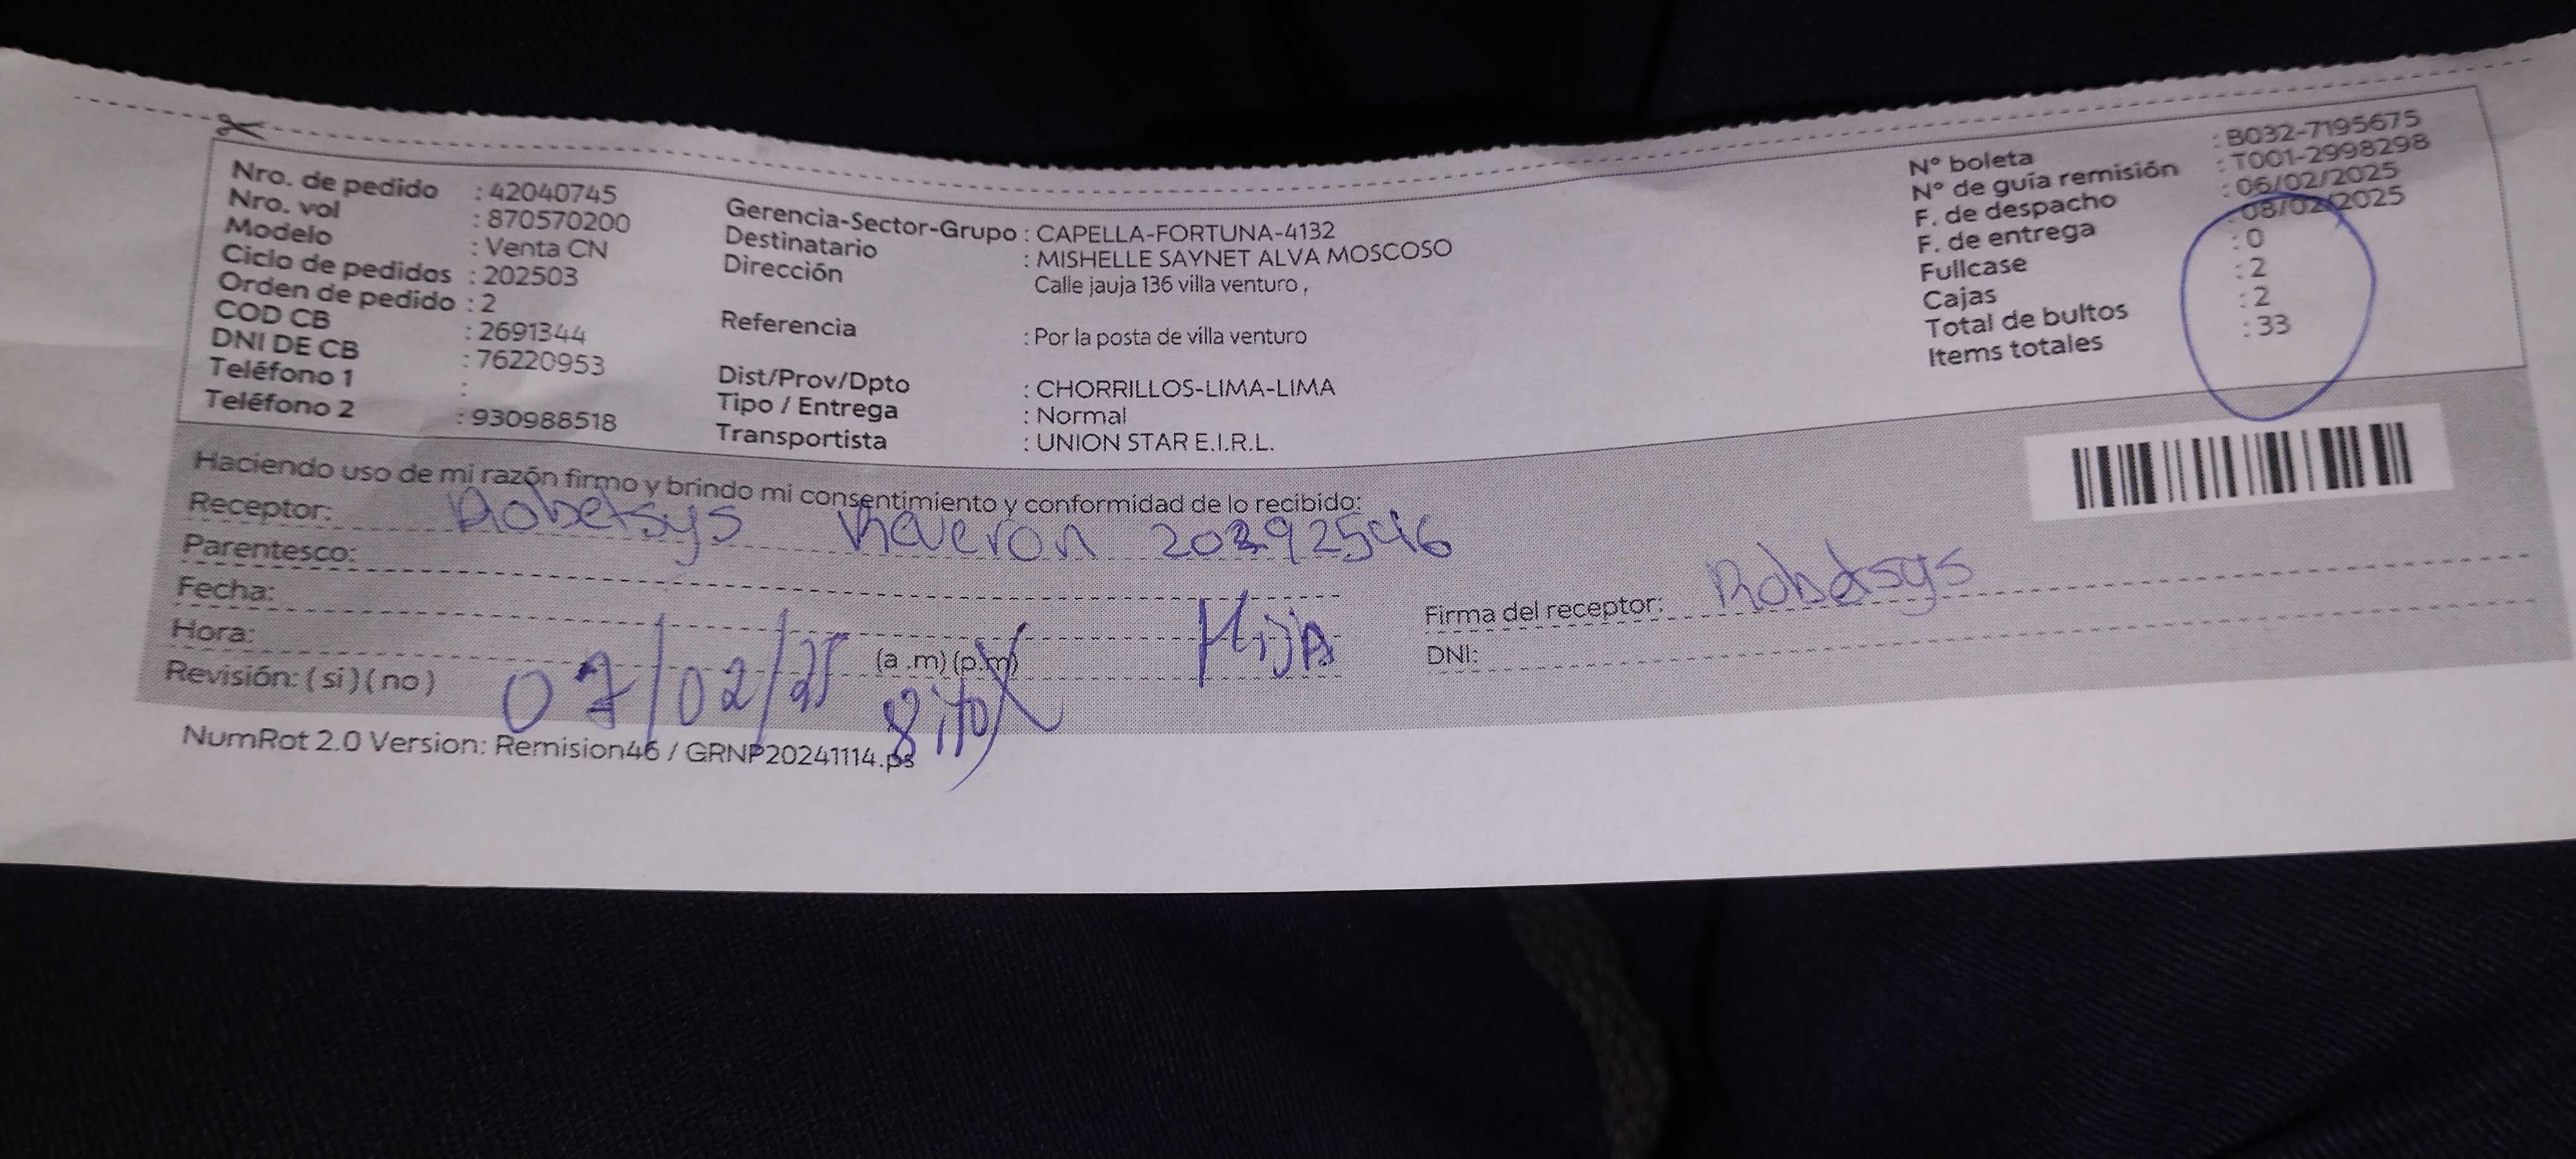 Nro. de pedido : 42040745
Nro. vol : 870570200
Modelo : Venta CN
Ciclo de pedidos : 202503
Orden de pedido : 2
COD CB : 2691344
DNI DE CB : 76220953
Teléfono 1 :
Teléfono 2 : 930988518
Gerencia-Sector-Grupo : CAPELLA-FORTUNA-4132
Destinatario : MISHELLE SAYNET ALVA MOSCOSO
Dirección Calle jauja 136 villa venturo ,
Referencia : Por la posta de villa venturo
Dist/Prov/Dpto : CHORRILLOS-LIMA-LIMA
Tipo / Entrega : Normal
Transportista : UNION STAR E.I.R.L.
N° boleta : B032-7195675
N° de guía remisión : T001-2998298
F. de despacho : 06/02/2025
F. de entrega : 08/02/2025
Fullcase : 0
Cajas : 2
Total de bultos : 2
Items totales : 33
Haciendo uso de mi razón firmo y brindo mi consentimiento y conformidad de lo recibido:
Receptor: Robetsys
Parentesco: Hija
Fecha: 07/02/25
Hora: (a .m) (p.m)
Revisión: ( si ) ( no )
Firma del receptor: Robetsys
DNI:
NumRot 2.0 Version: Remision46 / GRNP20241114.ps